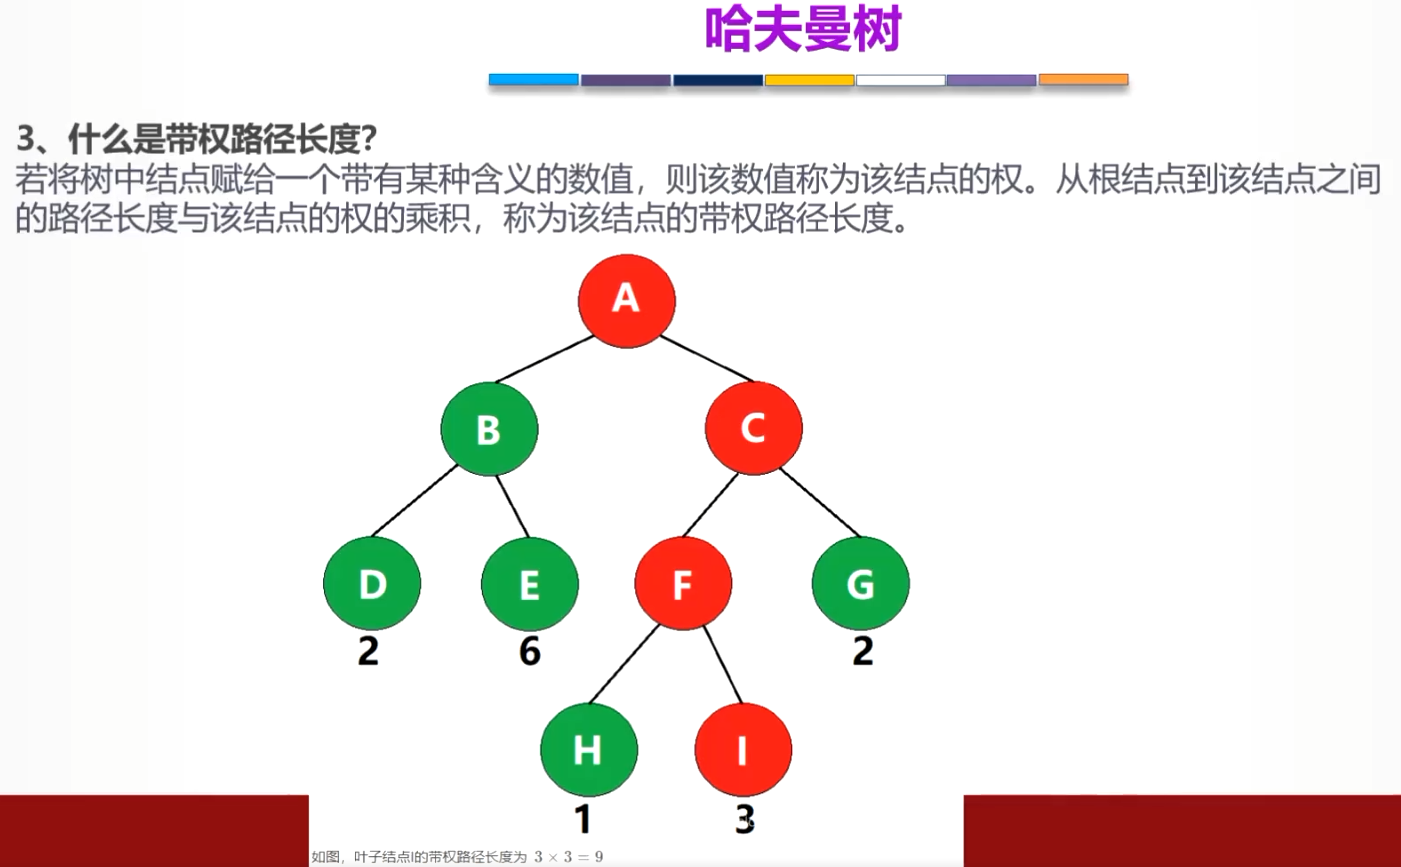 哈夫曼树
3、什么是带权路径长度?
若将树中结点赋给一个带有某种含义的数值，则该数值称为该结点的权。从根结点到该结点之间
的路径长度与该结点的权的乘积，称为该结点的带权路径长度。
A
B
C
D
E
F
G
2
6
2
H
I
1
3
如图，叶子结点I的带权路径长度为 3 × 3 = 9